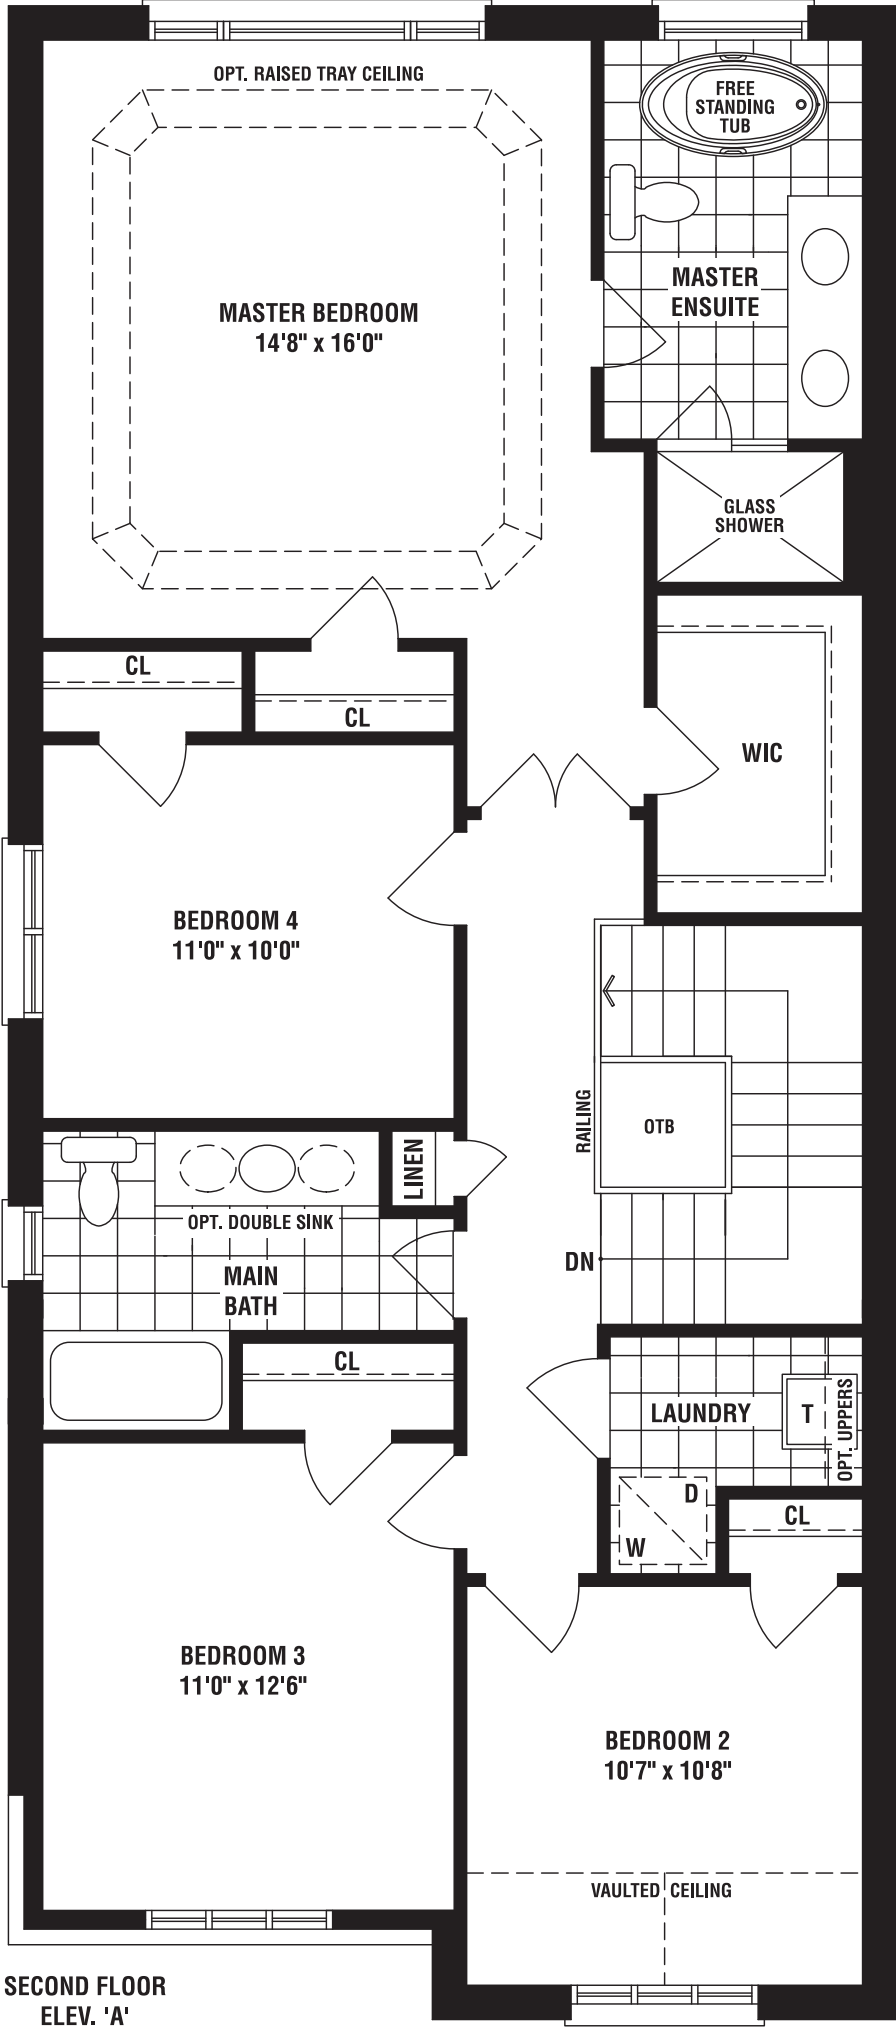 OPT. RAISED TRAY CEILING
FREE
STANDING
TUB
MASTER BEDROOM
14'8" x 16'0"
MASTER
ENSUITE
GLASS
SHOWER
CL
CL
WIC
BEDROOM 4
11'0" x 10'0"
RAILING
OTB
LINEN
OPT. DOUBLE SINK
MAIN
BATH
DN
CL
LAUNDRY
T
OPT. UPPERS
D
W
CL
BEDROOM 3
11'0" x 12'6"
BEDROOM 2
10'7" x 10'8"
VAULTED CEILING
SECOND FLOOR
ELEV. 'A'